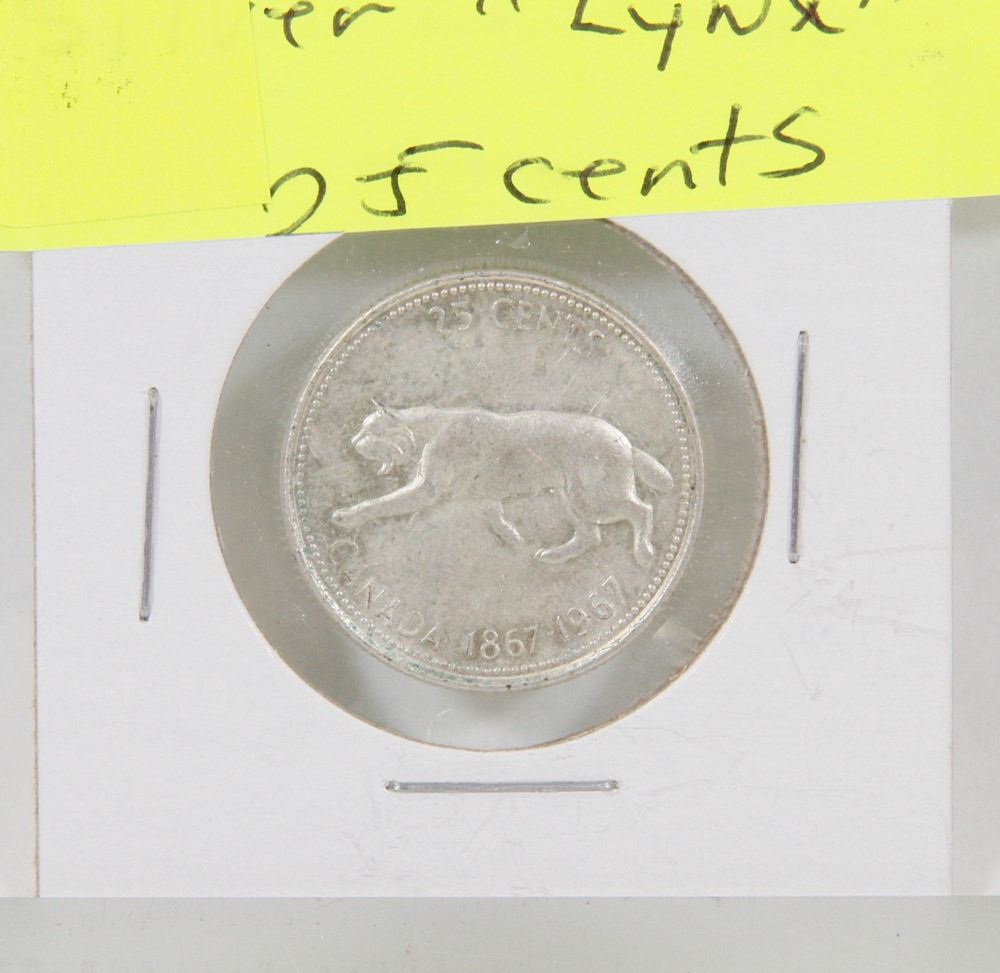 "Lynx"
25 cents
25 CENTS
CANADA 1867-1967